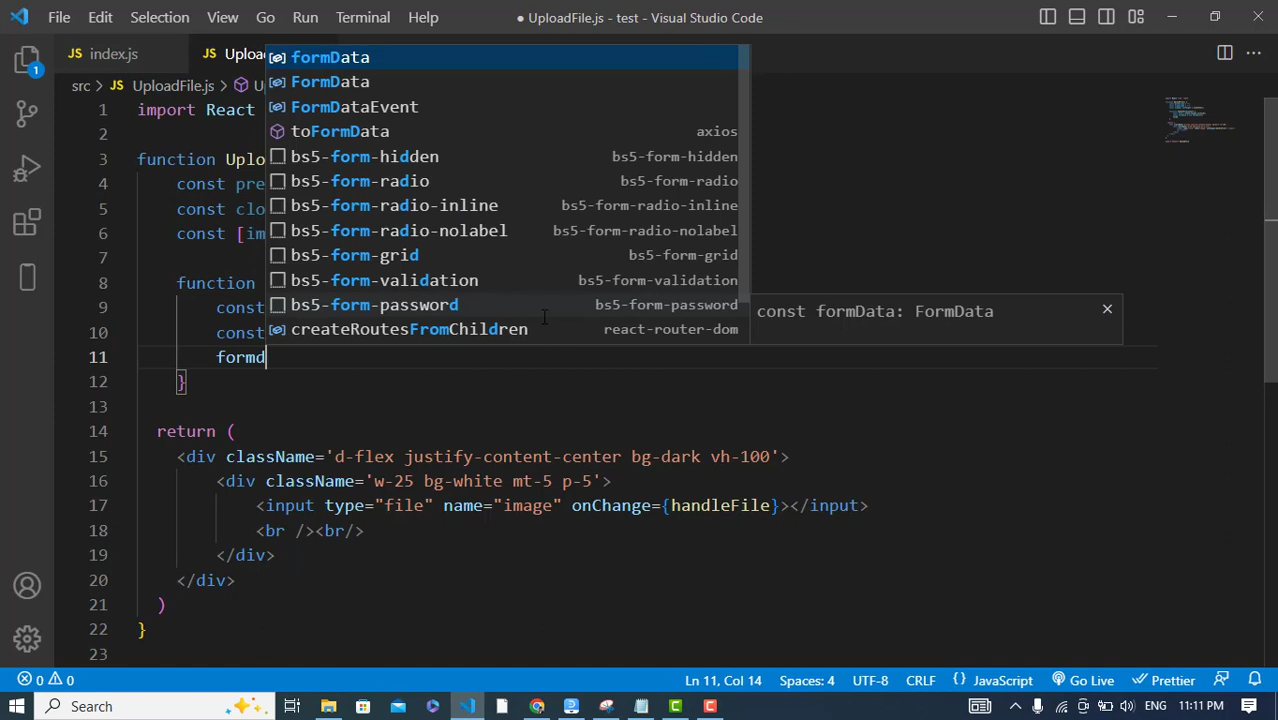 File Edit Selection View Go Run Terminal Help ● UploadFile.js - test - Visual Studio Code
1
JS index.js JS Uploa
src > JS UploadFile.js > U
formData
FormData
FormDataEvent
toFormData axios
bs5-form-hidden bs5-form-hidden
bs5-form-radio bs5-form-radio
bs5-form-radio-inline bs5-form-radio-inline
bs5-form-radio-nolabel bs5-form-radio-nolabel
bs5-form-grid bs5-form-grid
bs5-form-validation bs5-form-validation
bs5-form-password bs5-form-password
createRoutesFromChildren react-router-dom
const formData: FormData
1 import React
2
3 function Uplo
4 const pre
5 const clo
6 const [im
7
8 function
9 const
10 const
11 formd
12 }
13
14 return (
15 <div className='d-flex justify-content-center bg-dark vh-100'>
16 <div className='w-25 bg-white mt-5 p-5'>
17 <input type="file" name="image" onChange={handleFile}></input>
18 <br /><br/>
19 </div>
20 </div>
21 )
22 }
23
0 0 Ln 11, Col 14 Spaces: 4 UTF-8 CRLF {} JavaScript Go Live Prettier
Search ENG 11:11 PM